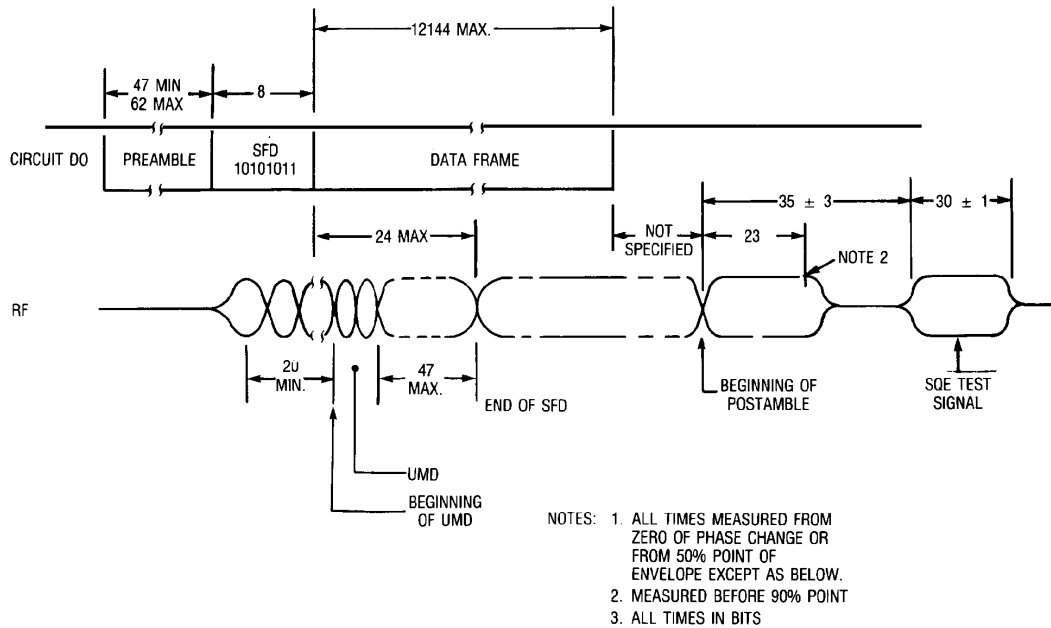 12144 MAX.
47 MIN
62 MAX
8
CIRCUIT DO
PREAMBLE
SFD
10101011
DATA FRAME
35 ± 3
30 ± 1
24 MAX
NOT
SPECIFIED
23
NOTE 2
RF
20
MIN.
47
MAX.
END OF SFD
BEGINNING OF
POSTAMBLE
SQE TEST
SIGNAL
UMD
BEGINNING
OF UMD
NOTES: 1. ALL TIMES MEASURED FROM
ZERO OF PHASE CHANGE OR
FROM 50% POINT OF
ENVELOPE EXCEPT AS BELOW.
2. MEASURED BEFORE 90% POINT
3. ALL TIMES IN BITS